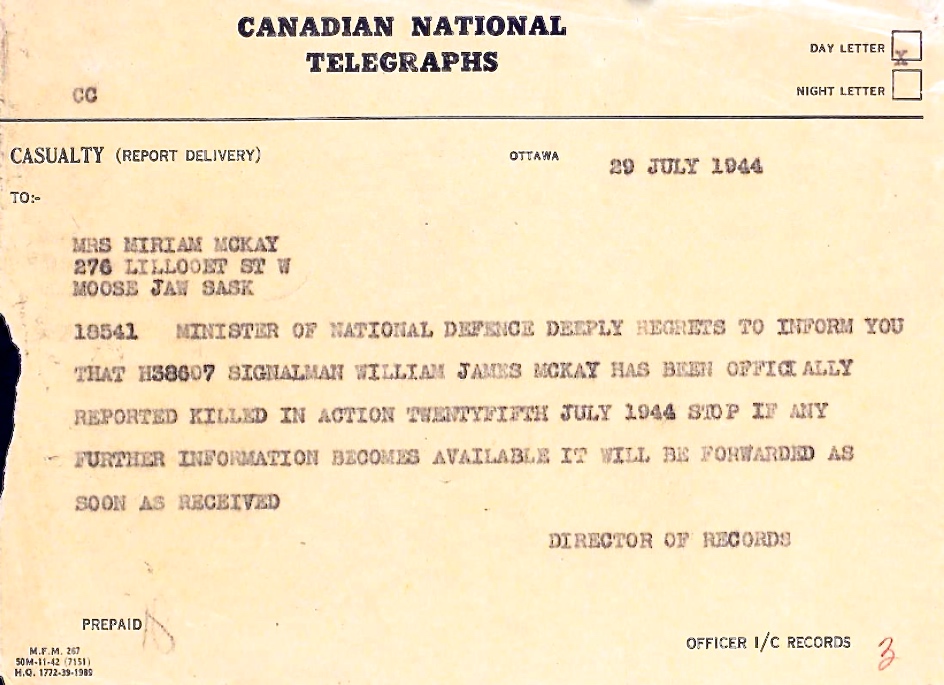 CANADIAN NATIONAL
TELEGRAPHS
DAY LETTER X
NIGHT LETTER
CC
CASUALTY (REPORT DELIVERY) OTTAWA 29 JULY 1944
TO:-
MRS MIRIAM MCKAY
276 LILLOOET ST W
MOOSE JAW SASK
18541 MINISTER OF NATIONAL DEFENCE DEEPLY REGRETS TO INFORM YOU
THAT H38607 SIGNALMAN WILLIAM JAMES MCKAY HAS BEEN OFFICIALLY
REPORTED KILLED IN ACTION TWENTYFIFTH JULY 1944 STOP IF ANY
FURTHER INFORMATION BECOMES AVAILABLE IT WILL BE FORWARDED AS
SOON AS RECEIVED
DIRECTOR OF RECORDS
PREPAID
OFFICER I/C RECORDS 3
M.F.M. 267
50M-11-42 (7151)
H.Q. 1772-39-1989